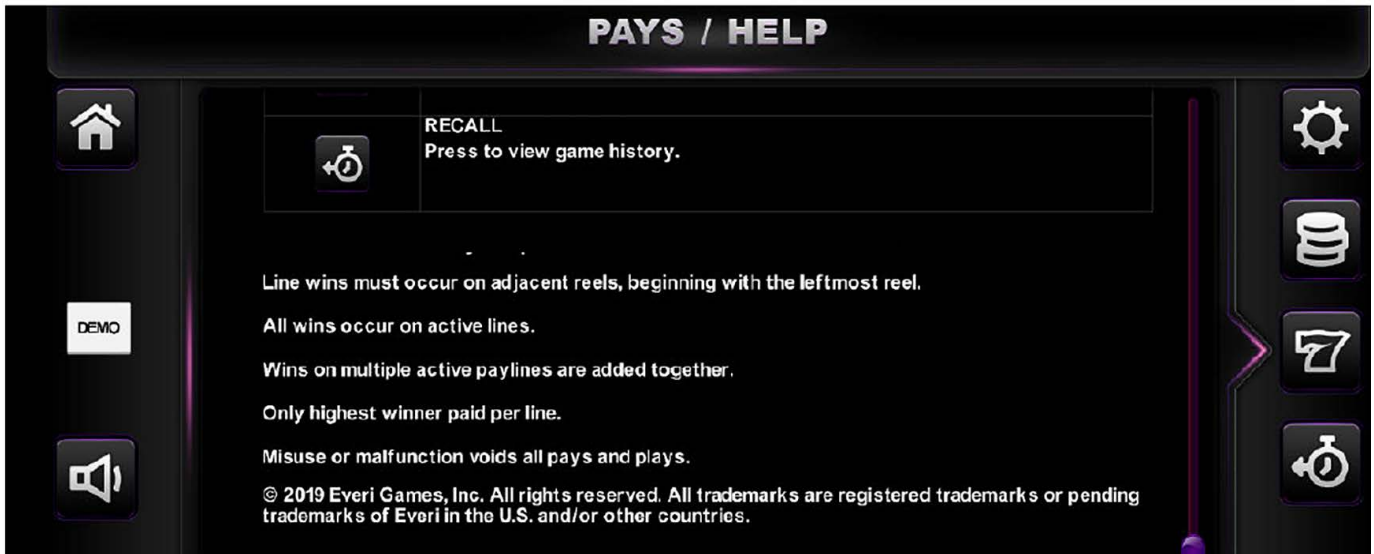 PAYS / HELP
RECALL
Press to view game history.
Line wins must occur on adjacent reels, beginning with the leftmost reel.
DEMO
All wins occur on active lines.
Wins on multiple active paylines are added together.
Only highest winner paid per line.
Misuse or malfunction voids all pays and plays.
© 2019 Everi Games, Inc. All rights reserved. All trademarks are registered trademarks or pending
trademarks of Everi in the U.S. and/or other countries.